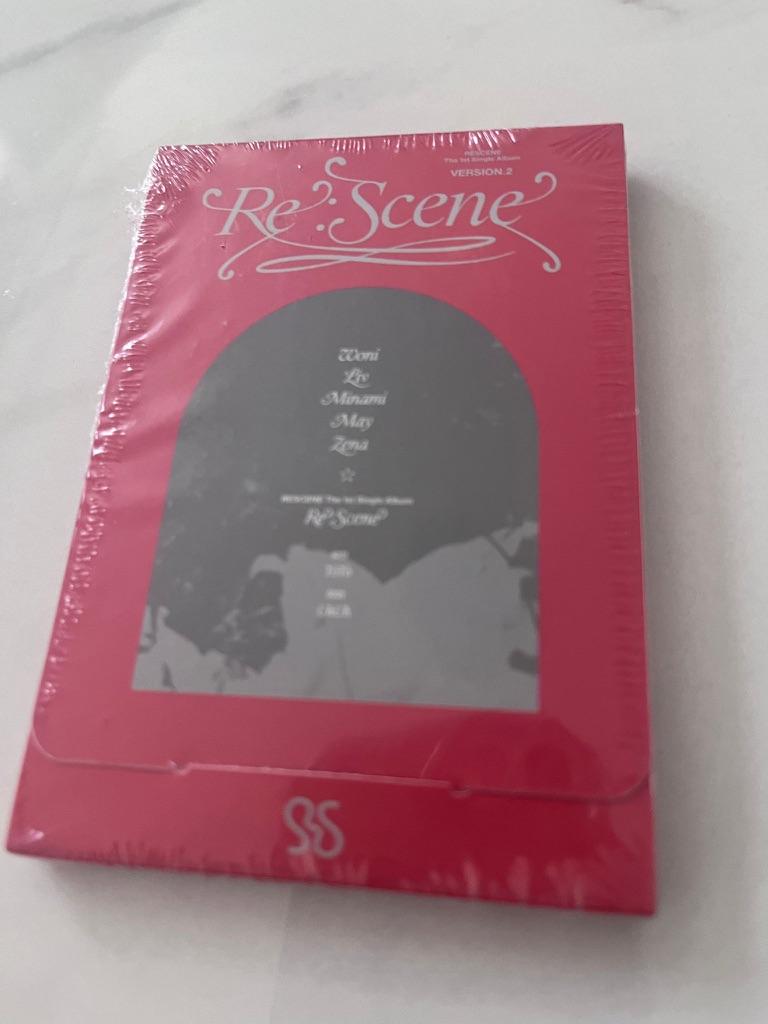 RESCENE
The 1st Single Album
VERSION.2
Re:Scene
Woni
Liv
Minami
May
Zena
RESCENE The 1st Single Album
Re:Scene